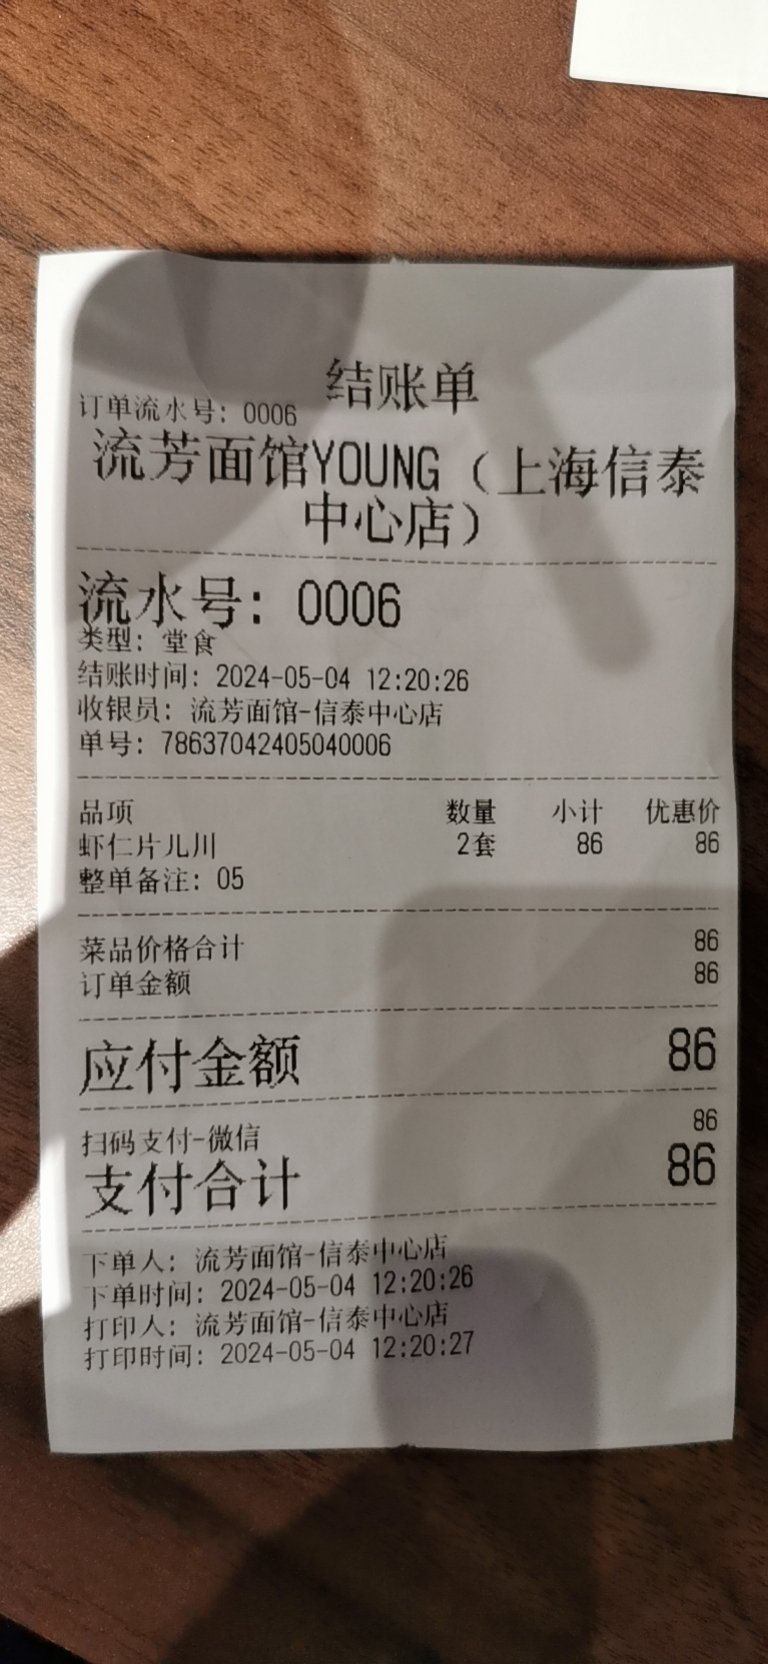 结账单
订单流水号: 0006
流芳面馆YOUNG（上海信泰
中心店）
流水号: 0006
类型: 堂食
结账时间: 2024-05-04 12:20:26
收银员: 流芳面馆-信泰中心店
单号: 78637042405040006
品项 数量 小计 优惠价
虾仁片儿川 2套 86 86
整单备注: 05
菜品价格合计 86
订单金额 86
应付金额 86
扫码支付-微信 86
支付合计 86
下单人: 流芳面馆-信泰中心店
下单时间: 2024-05-04 12:20:26
打印人: 流芳面馆-信泰中心店
打印时间: 2024-05-04 12:20:27